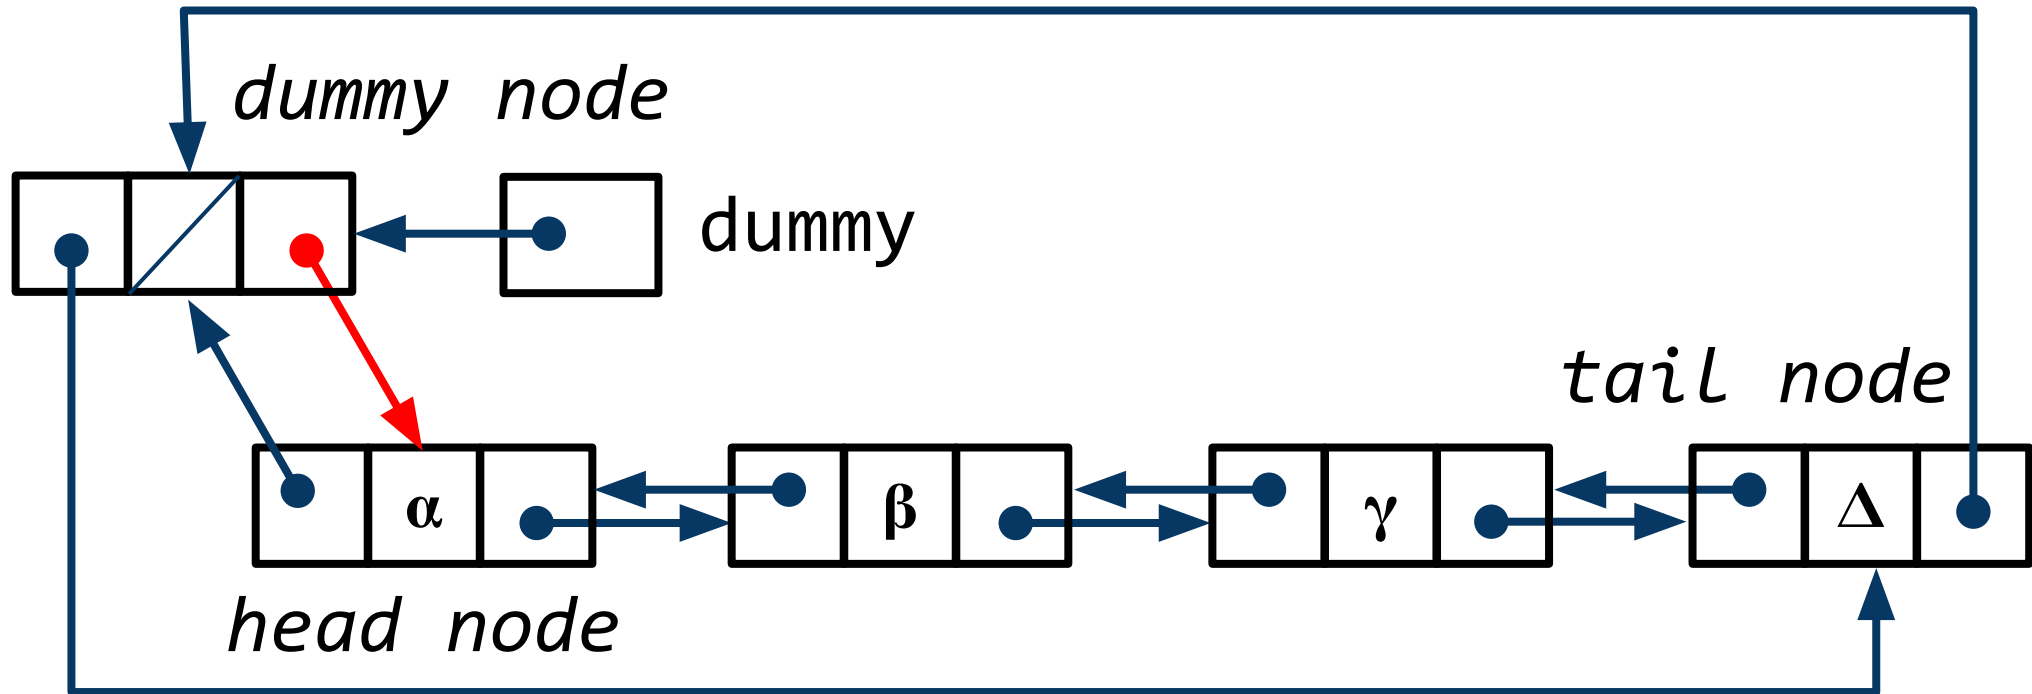 dummy node
dummy
tail node
α β γ Δ
head node